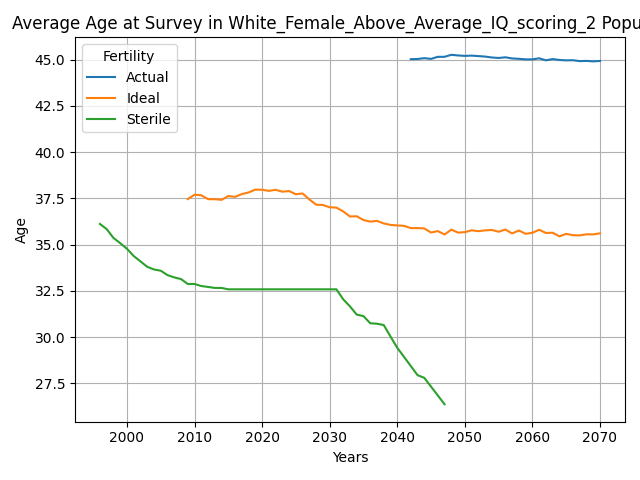 Average Age at Survey in White_Female_Above_Average_IQ_scoring_2 Popu
Fertility
Actual
Ideal
Sterile
Age
45.0
42.5
40.0
37.5
35.0
32.5
30.0
27.5
2000 2010 2020 2030 2040 2050 2060 2070
Years